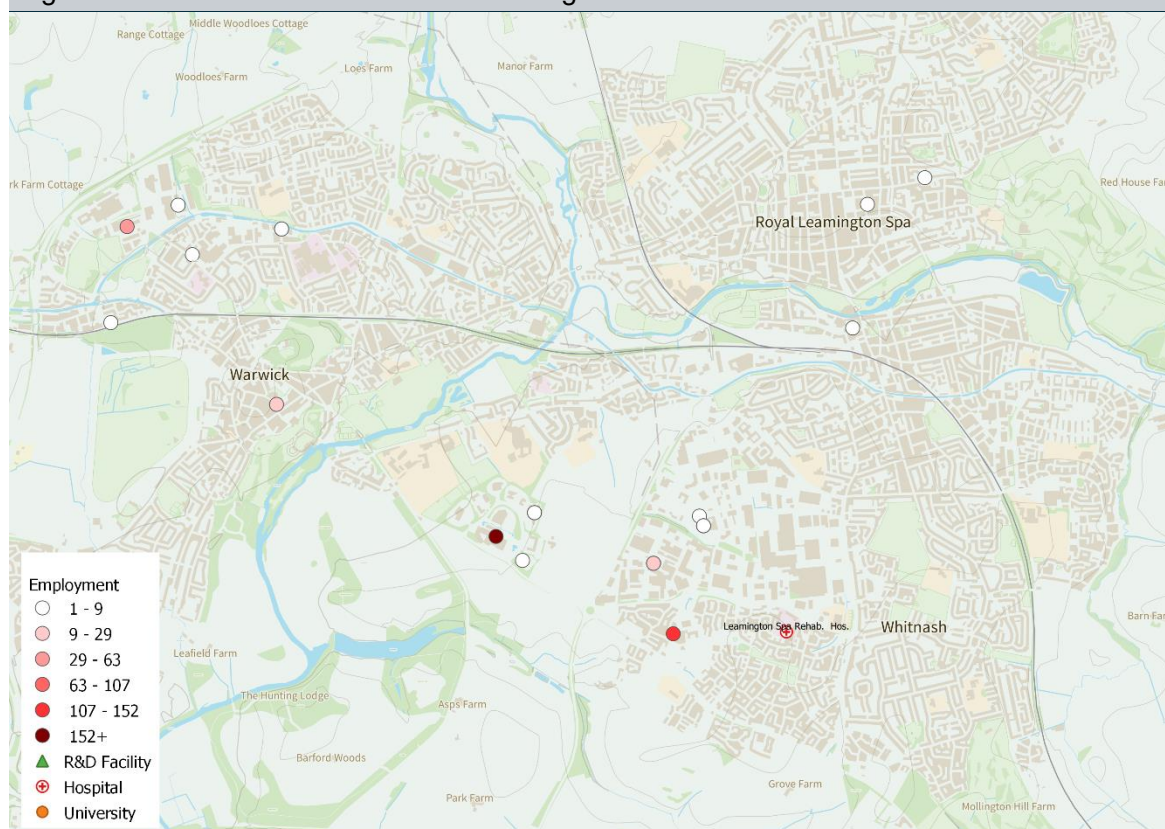 Middle Woodloes Cottage
Range Cottage
Loes Farm
Manor Farm
Woodloes Farm
rk Farm Cottage
Red House Far
Royal Leamington Spa
Warwick
Leamington Spa Rehab. Hos.
Whitnash
Barn Far
Leafield Farm
The Hunting Lodge
Asps Farm
Barford Woods
Park Farm
Grove Farm
Mollington Hill Farm
Employment
1 - 9
9 - 29
29 - 63
63 - 107
107 - 152
152+
R&D Facility
Hospital
University